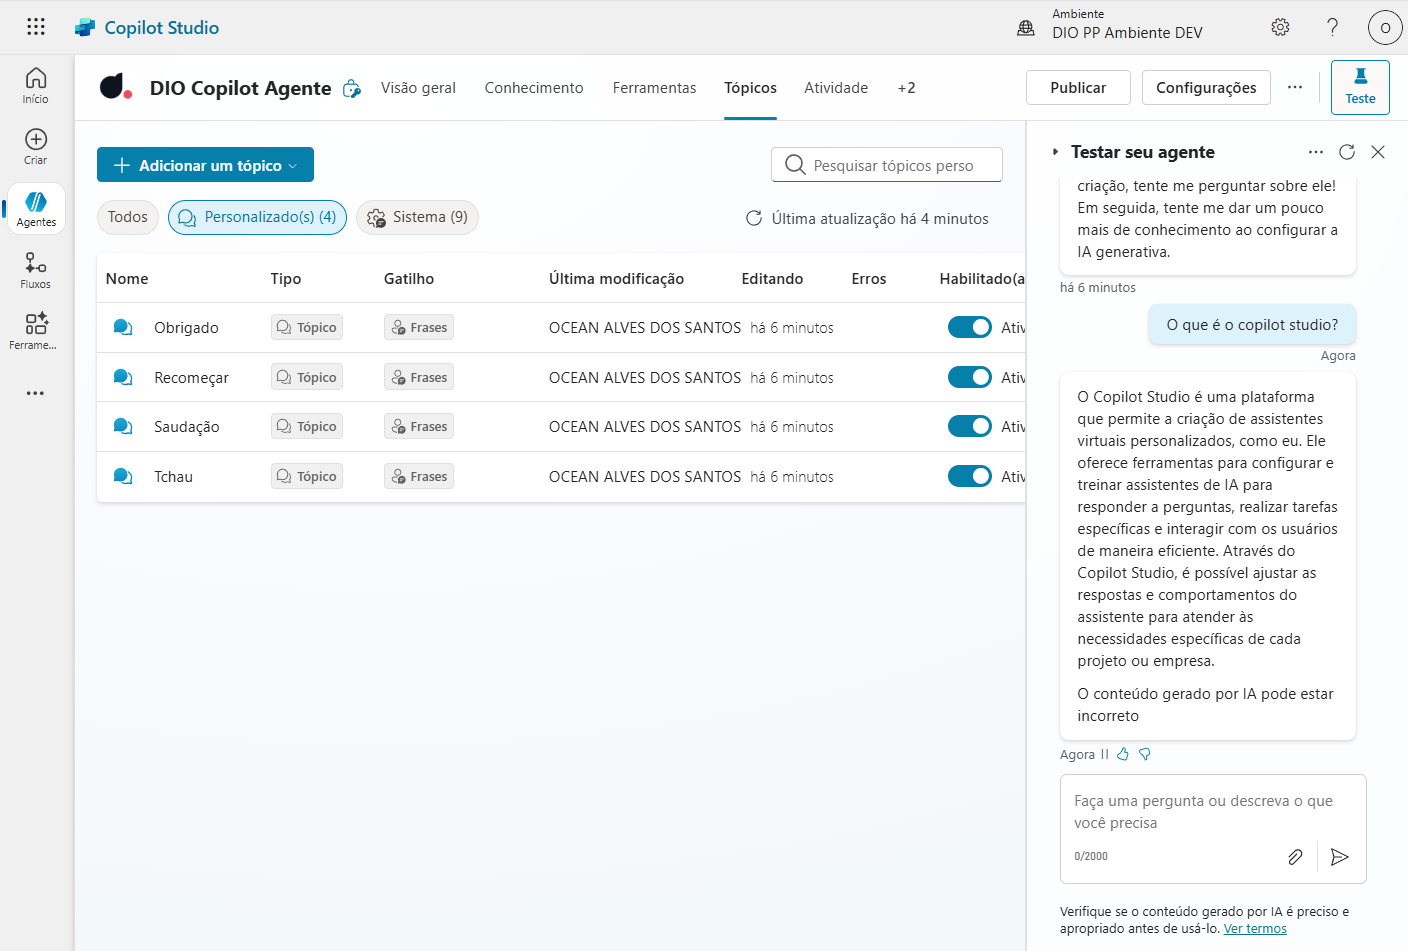 Copilot Studio
Ambiente
DIO PP Ambiente DEV
?
O
Início
Criar
Agentes
Fluxos
Ferrame...
DIO Copilot Agente
Visão geral
Conhecimento
Ferramentas
Tópicos
Atividade
+2
Publicar
Configurações
Teste
Adicionar um tópico
Pesquisar tópicos perso
Todos
Personalizado(s) (4)
Sistema (9)
Última atualização há 4 minutos
Nome Tipo Gatilho Última modificação Editando Erros Habilitado(a
Obrigado Tópico Frases OCEAN ALVES DOS SANTOS há 6 minutos Ativ
Recomeçar Tópico Frases OCEAN ALVES DOS SANTOS há 6 minutos Ativ
Saudação Tópico Frases OCEAN ALVES DOS SANTOS há 6 minutos Ativ
Tchau Tópico Frases OCEAN ALVES DOS SANTOS há 6 minutos Ativ
Testar seu agente
criação, tente me perguntar sobre ele!
Em seguida, tente me dar um pouco
mais de conhecimento ao configurar a
IA generativa.
há 6 minutos
O que é o copilot studio?
Agora
O Copilot Studio é uma plataforma
que permite a criação de assistentes
virtuais personalizados, como eu. Ele
oferece ferramentas para configurar e
treinar assistentes de IA para
responder a perguntas, realizar tarefas
específicas e interagir com os usuários
de maneira eficiente. Através do
Copilot Studio, é possível ajustar as
respostas e comportamentos do
assistente para atender às
necessidades específicas de cada
projeto ou empresa.
O conteúdo gerado por IA pode estar
incorreto
Agora
Faça uma pergunta ou descreva o que
você precisa
0/2000
Verifique se o conteúdo gerado por IA é preciso e
apropriado antes de usá-lo. Ver termos